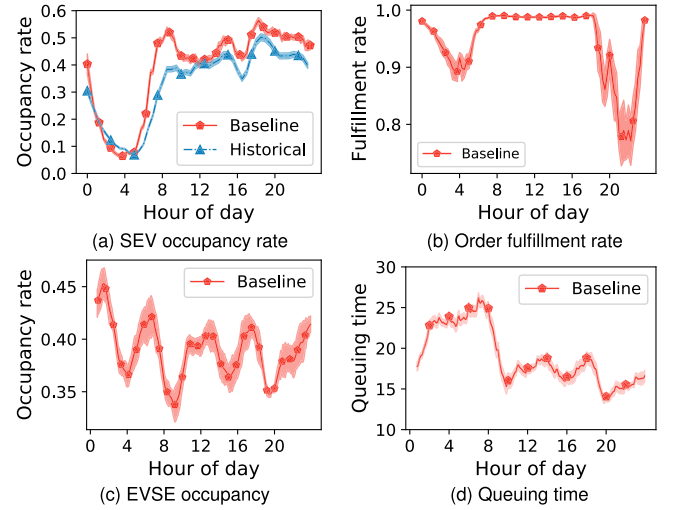 Occupancy rate
0.6
0.5
0.4
0.3
0.2
0.1
0.0
Baseline
Historical
0 4 8 12 16 20
Hour of day
(a) SEV occupancy rate
Fulfillment rate
1.0
0.9
0.8
Baseline
0 4 8 12 16 20
Hour of day
(b) Order fulfillment rate
Occupancy rate
0.45
0.40
0.35
Baseline
0 4 8 12 16 20
Hour of day
(c) EVSE occupancy
Queuing time
30
25
20
15
10
Baseline
0 4 8 12 16 20
Hour of day
(d) Queuing time